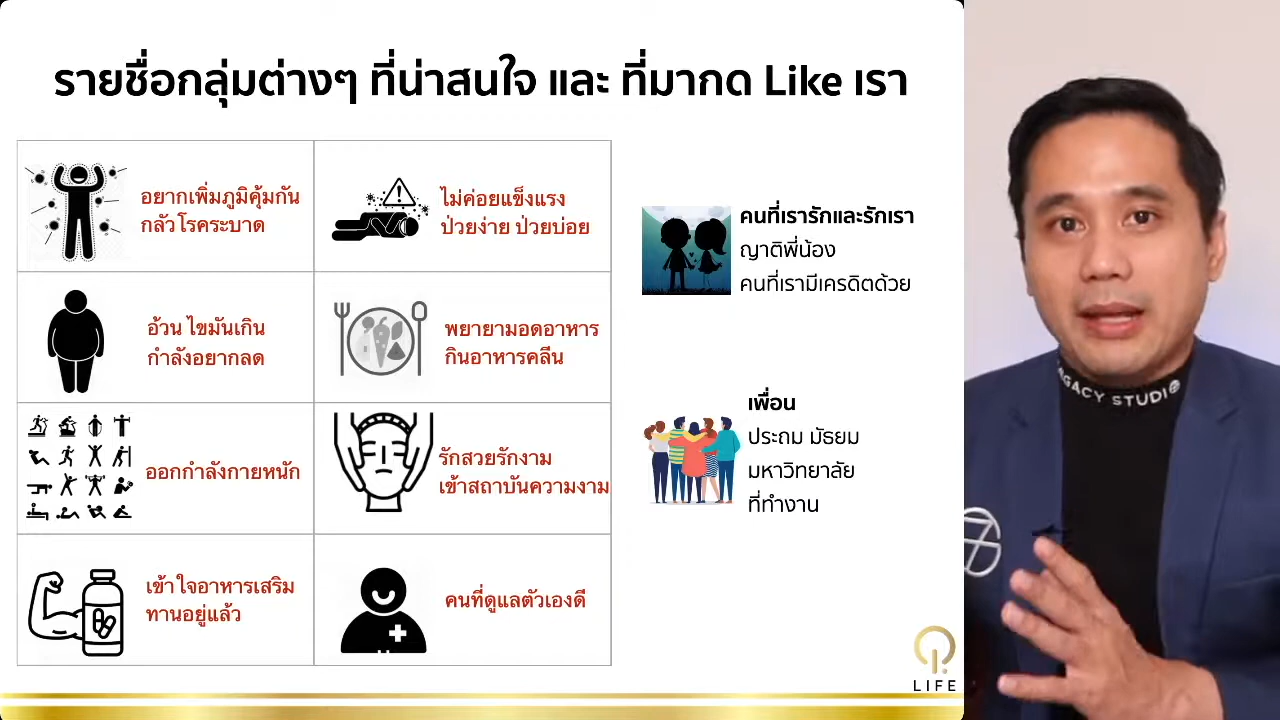 รายชื่อกลุ่มต่างๆ ที่น่าสนใจ และ ที่มากด Like เรา
อยากเพิ่มภูมิคุ้มกัน
กลัวโรคระบาด
ไม่ค่อยแข็งแรง
ป่วยง่าย ป่วยบ่อย
อ้วน ไขมันเกิน
กำลังอยากลด
พยายามอดอาหาร
กินอาหารคลีน
ออกกำลังกายหนัก
รักสวยรักงาม
เข้าสถาบันความงาม
เข้าใจอาหารเสริม
ทานอยู่แล้ว
คนที่ดูแลตัวเองดี
คนที่เรารักและรักเรา
ญาติพี่น้อง
คนที่เรามีเครดิตด้วย
เพื่อน
ประถม มัธยม
มหาวิทยาลัย
ที่ทำงาน
LIFE
EGACY STUDI